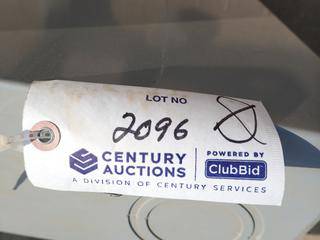 LOT NO
2096
CENTURY AUCTIONS
POWERED BY ClubBid
A DIVISION OF CENTURY SERVICES